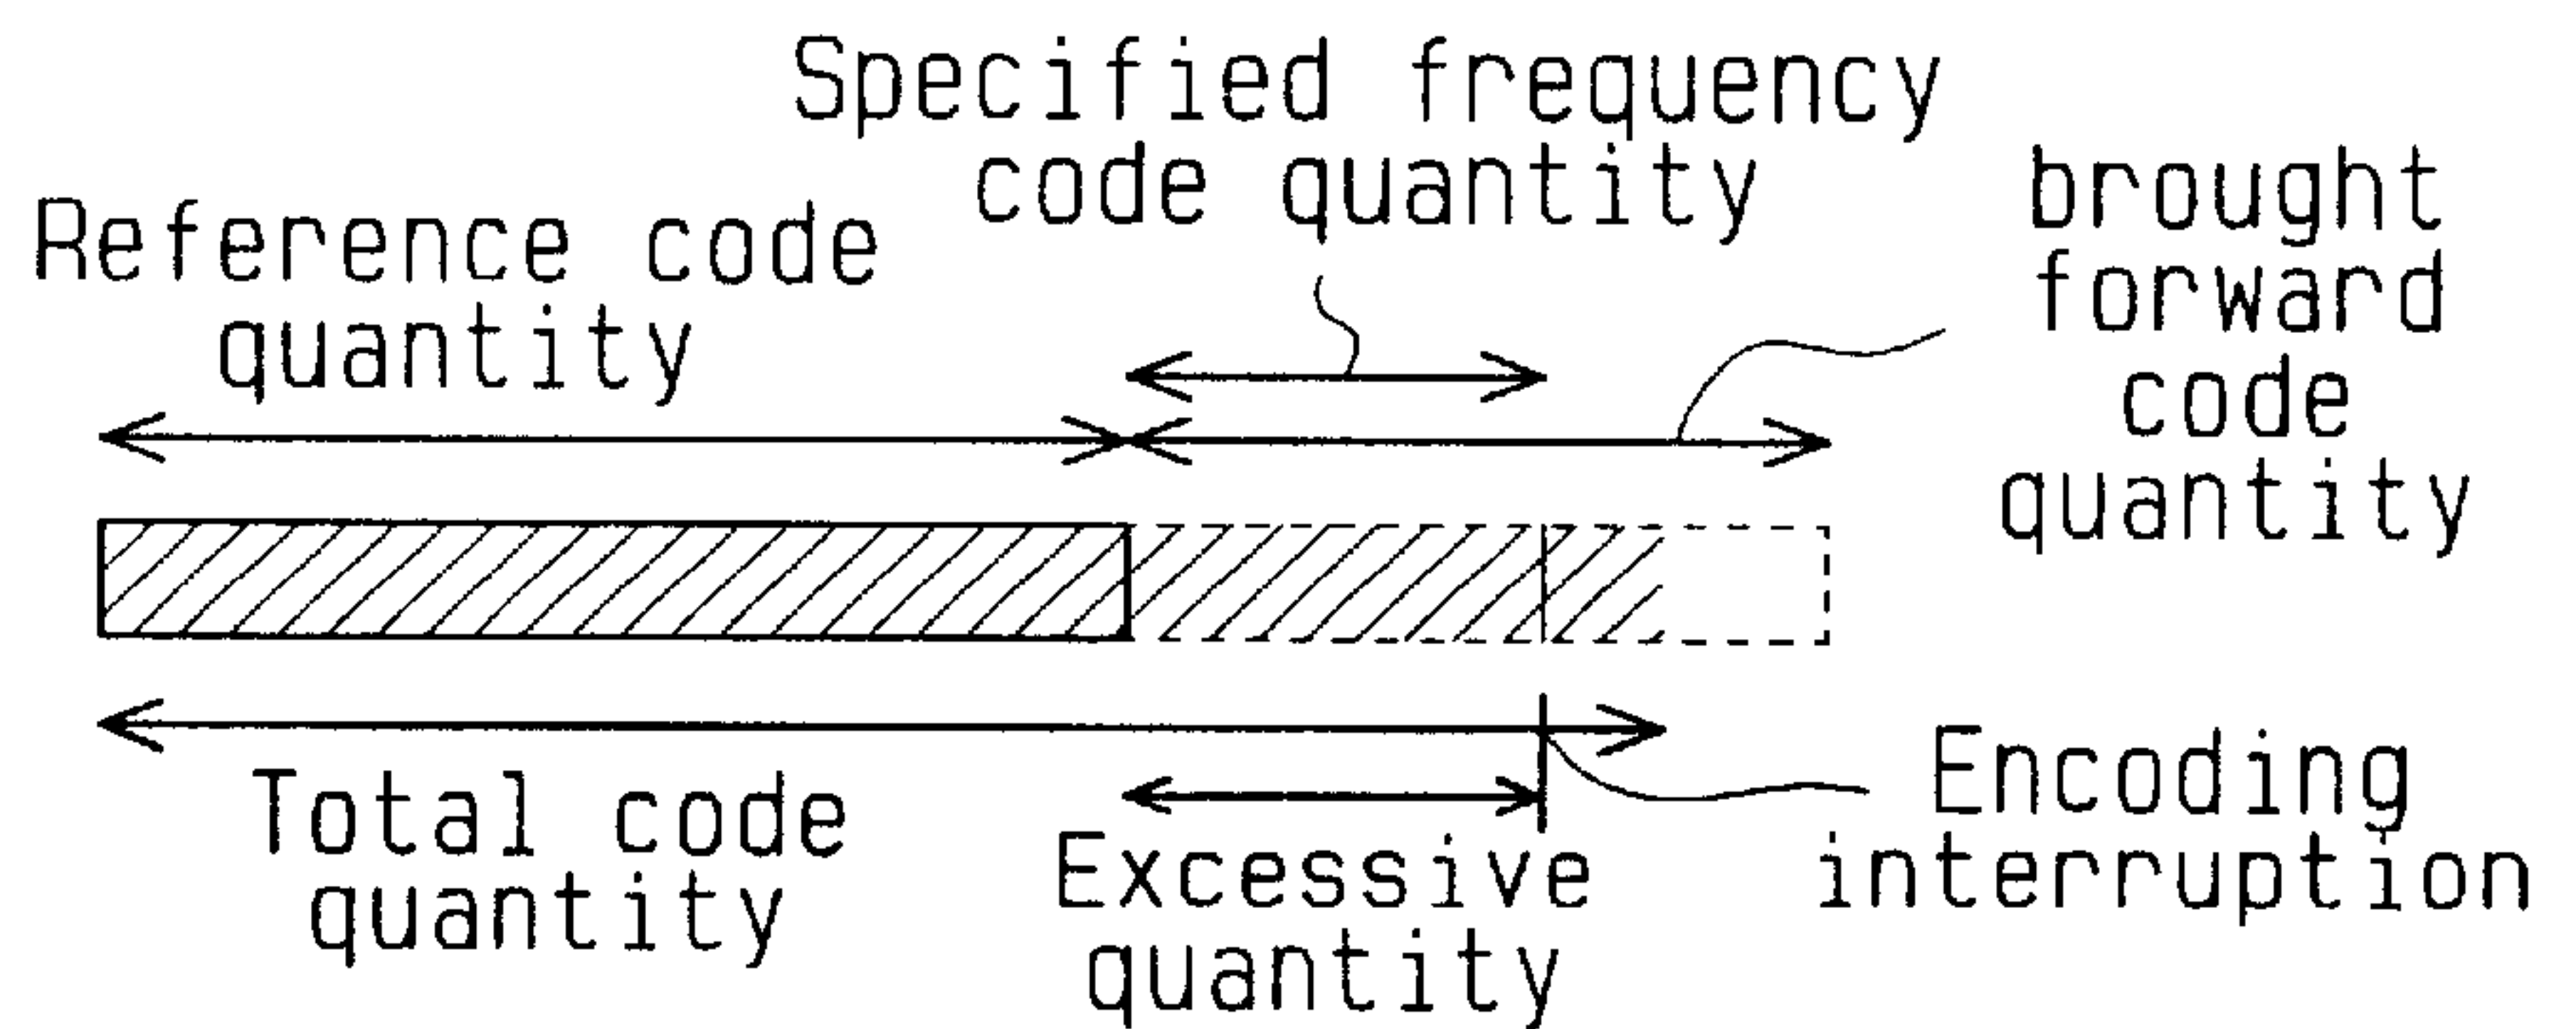 Specified frequency
code quantity
Reference code
quantity
brought
forward
code
quantity
Total code
quantity
Excessive
quantity
Encoding
interruption